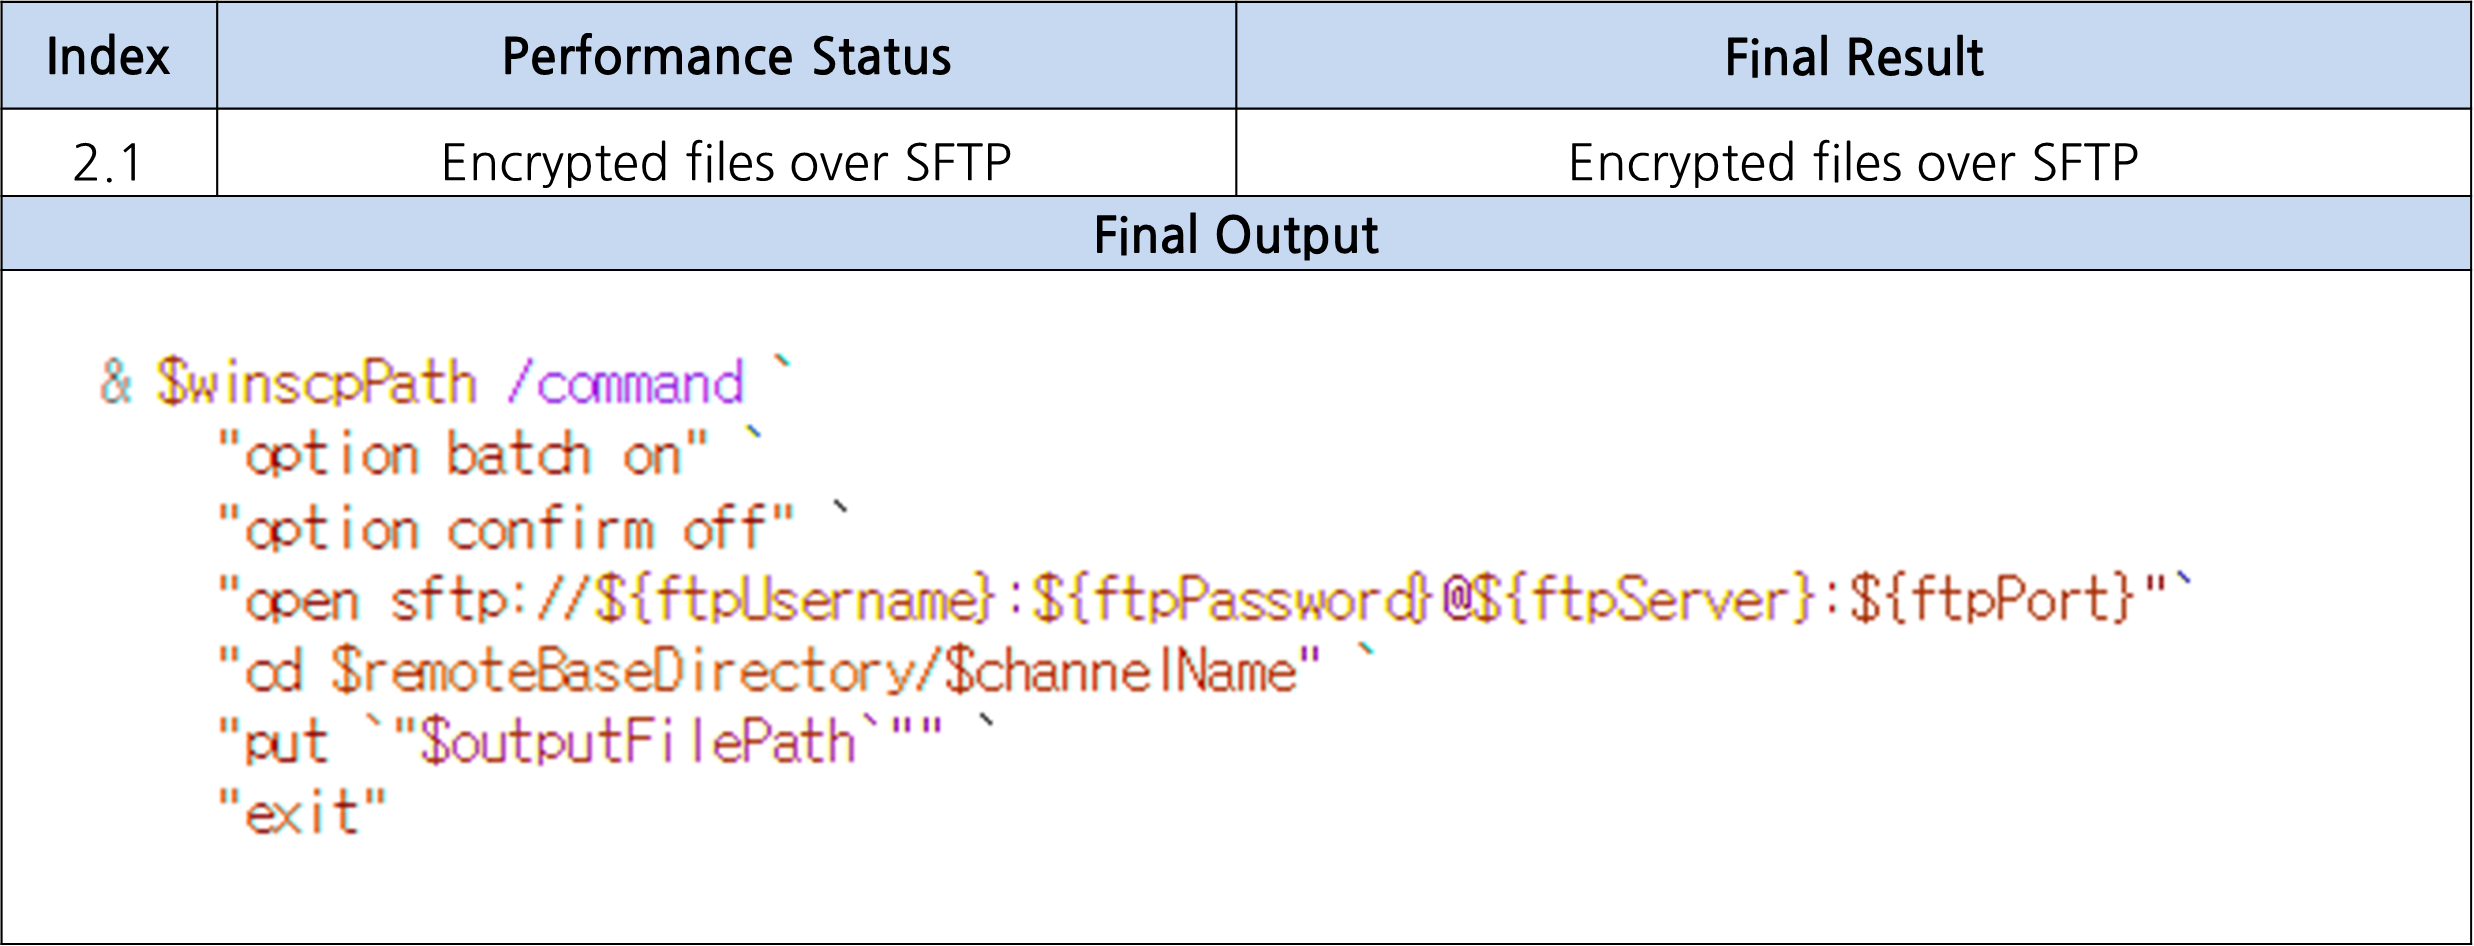 Index Performance Status Final Result
2.1 Encrypted files over SFTP Encrypted files over SFTP
Final Output
& $winscpPath /command `
"option batch on" `
"option confirm off" `
"open sftp://${ftpUsername}:${ftpPassword}@${ftpServer}:${ftpPort}"`
"cd $remoteBaseDirectory/$channelName" `
"put `"$outputFilePath`"" `
"exit"